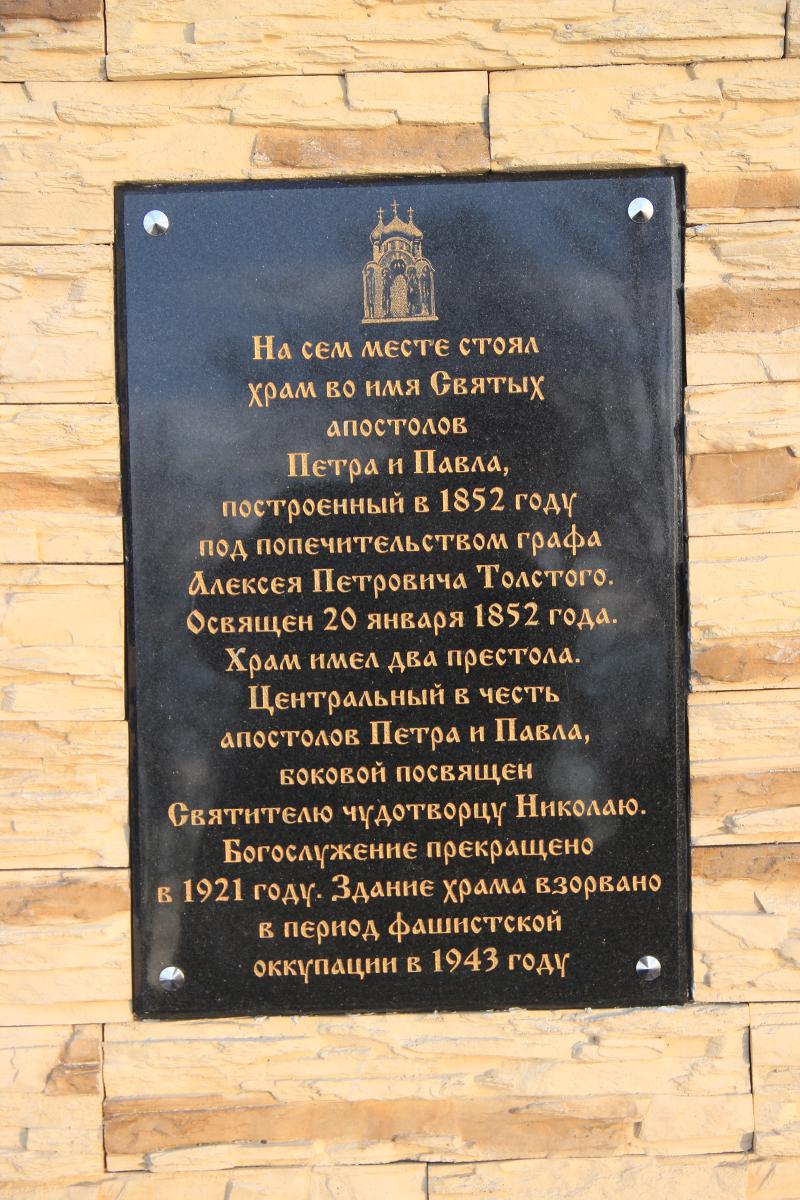 На сем месте стоял
храм во имя Святых
апостолов
Петра и Павла,
построенный в 1852 году
под попечительством графа
Алексея Петровича Толстого.
Освящен 20 января 1852 года.
Храм имел два престола.
Центральный в честь
апостолов Петра и Павла,
боковой посвящен
Святителю чудотворцу Николаю.
Богослужение прекращено
в 1921 году. Здание храма взорвано
в период фашистской
оккупации в 1943 году